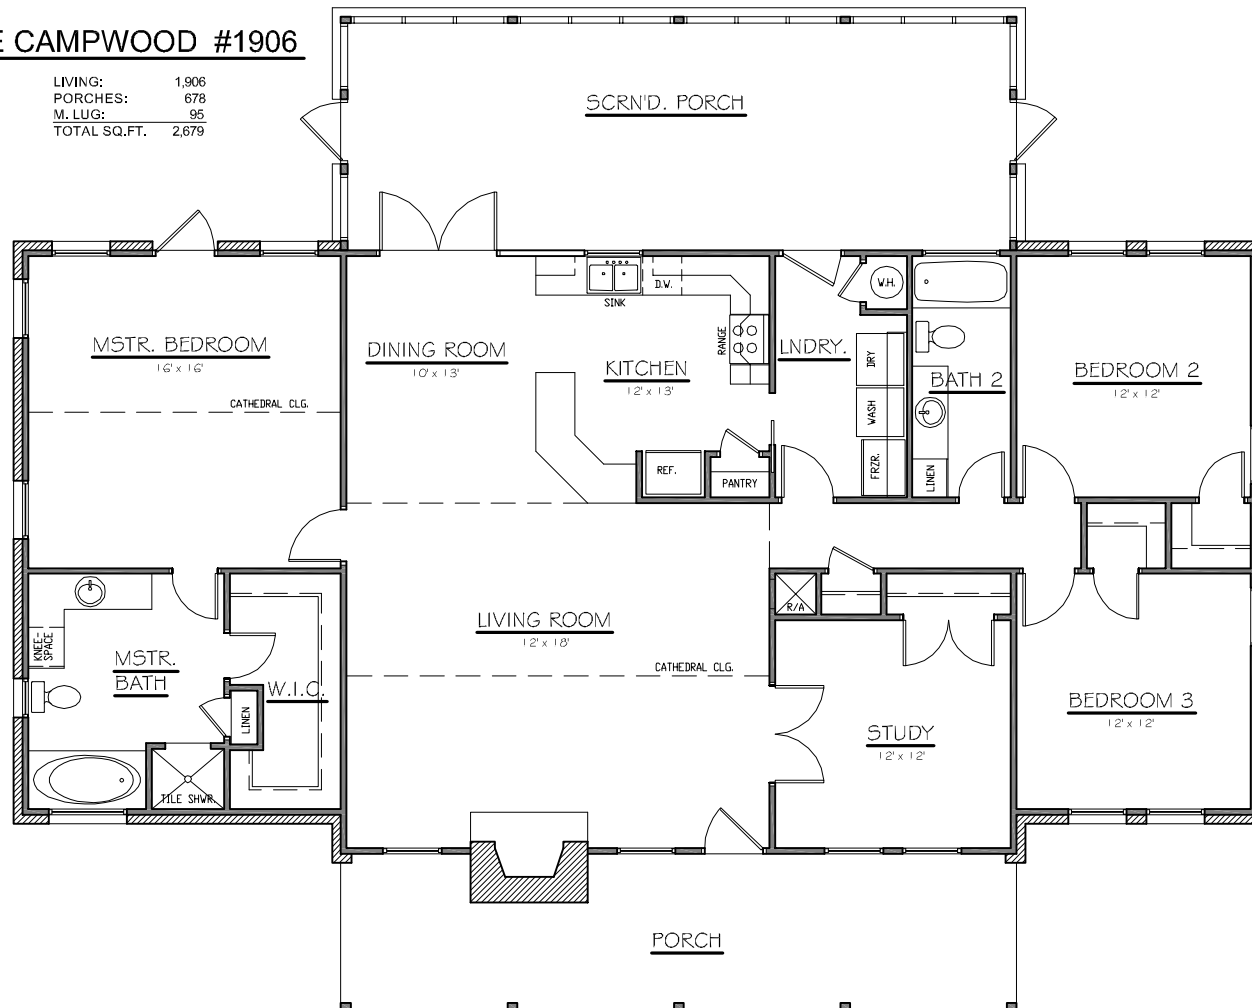 E CAMPWOOD #1906
LIVING: 1,906
PORCHES: 678
M. LUG: 95
TOTAL SQ.FT. 2,679
SCRN'D. PORCH
MSTR. BEDROOM
16' x 16'
CATHEDRAL CLG.
DINING ROOM
10' x 13'
SINK
D.W.
RANGE
KITCHEN
12' x 13'
REF.
PANTRY
LNDRY.
W.H.
DRY
WASH
FRZR.
BATH 2
LINEN
BEDROOM 2
12' x 12'
KNEE-
SPACE
MSTR.
BATH
W.I.C.
LINEN
TILE SHWR.
LIVING ROOM
12' x 18'
CATHEDRAL CLG.
R/A
STUDY
12' x 12'
BEDROOM 3
12' x 12'
PORCH